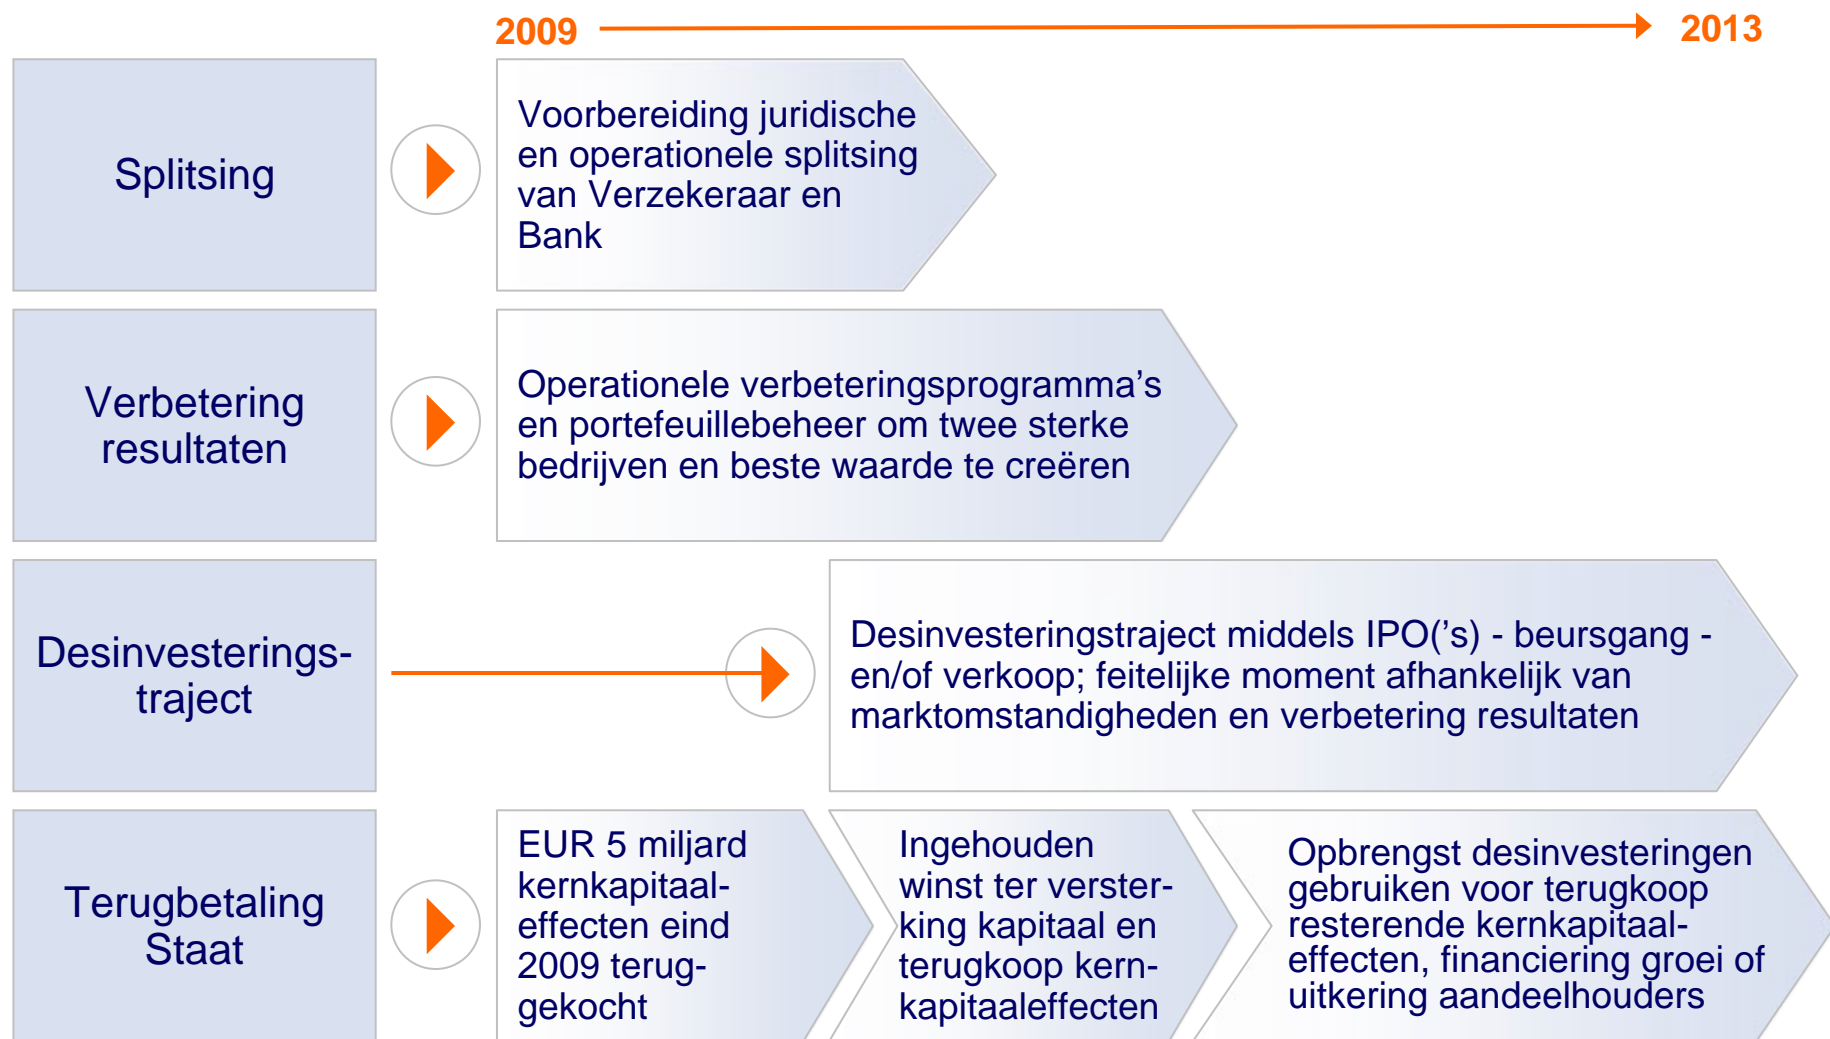 2009
2013
Splitsing
Voorbereiding juridische
en operationele splitsing
van Verzekeraar en
Bank
Verbetering
resultaten
Operationele verbeteringsprogramma’s
en portefeuillebeheer om twee sterke
bedrijven en beste waarde te creëren
Desinvesterings-
traject
Desinvesteringstraject middels IPO(’s) - beursgang -
en/of verkoop; feitelijke moment afhankelijk van
marktomstandigheden en verbetering resultaten
Terugbetaling
Staat
EUR 5 miljard
kernkapitaal-
effecten eind
2009 terug-
gekocht
Ingehouden
winst ter verster-
king kapitaal en
terugkoop kern-
kapitaaleffecten
Opbrengst desinvesteringen
gebruiken voor terugkoop
resterende kernkapitaal-
effecten, financiering groei of
uitkering aandeelhouders